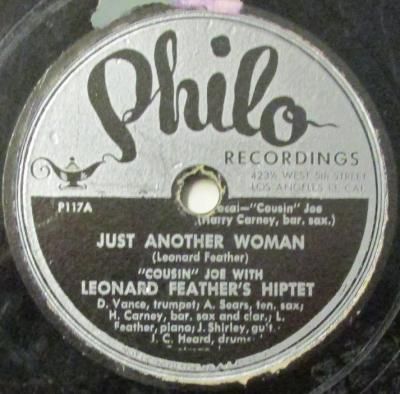 Philo
RECORDINGS
423½ WEST 5th STREET
LOS ANGELES 13, CAL.
P117A
Vocal—"Cousin" Joe
(Harry Carney, bar. sax.)
JUST ANOTHER WOMAN
(Leonard Feather)
"COUSIN" JOE WITH
LEONARD FEATHER'S HIPTET
D. Vance, trumpet; A. Sears, ten. sax;
H. Carney, bar. sax and clar.; L.
Feather, piano; J. Shirley, guit.
J. C. Heard, drums